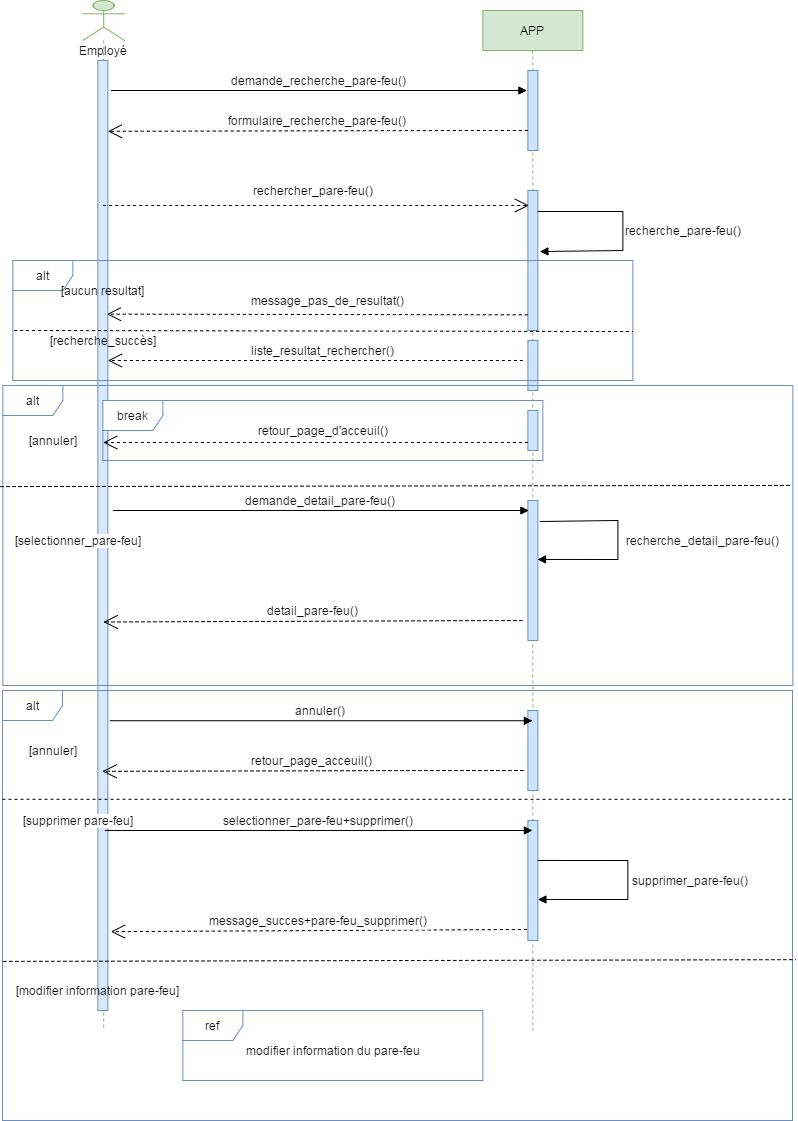 Employé
APP
demande_recherche_pare-feu()
formulaire_recherche_pare-feu()
rechercher_pare-feu()
recherche_pare-feu()
alt
[aucun resultat]
message_pas_de_resultat()
[recherche_succès]
liste_resultat_rechercher()
alt
break
[annuler]
retour_page_d'acceuil()
demande_detail_pare-feu()
[selectionner_pare-feu]
recherche_detail_pare-feu()
detail_pare-feu()
alt
annuler()
[annuler]
retour_page_acceuil()
[supprimer pare-feu]
selectionner_pare-feu+supprimer()
supprimer_pare-feu()
message_succes+pare-feu_supprimer()
[modifier information pare-feu]
ref
modifier information du pare-feu